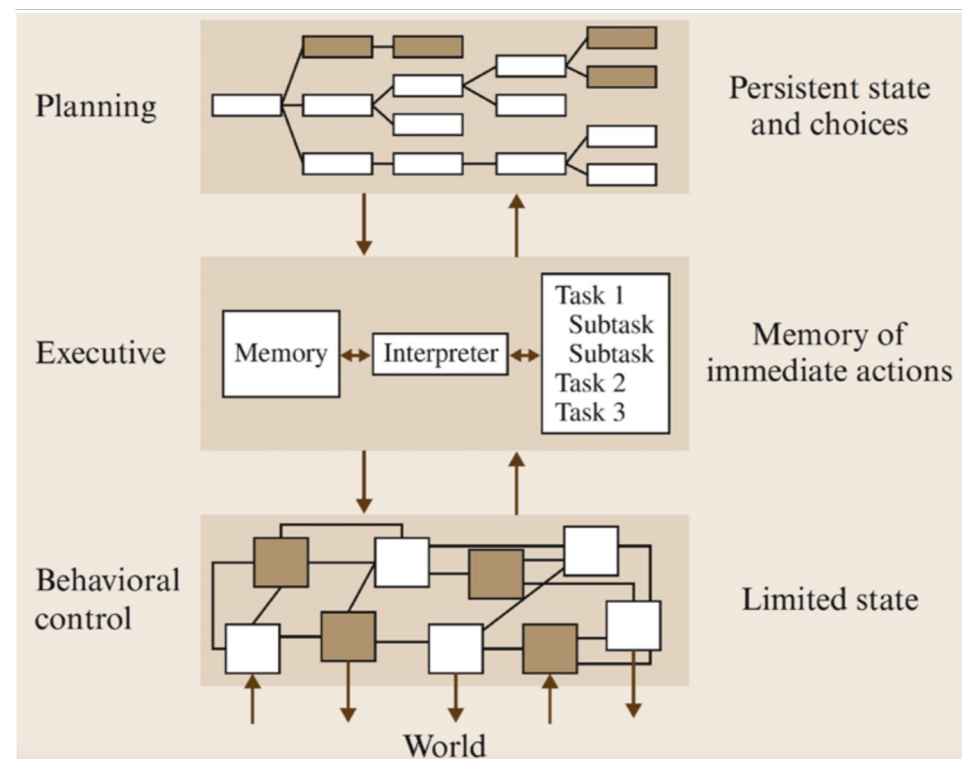 Planning
Persistent state
and choices
Executive
Memory
Interpreter
Task 1
Subtask
Subtask
Task 2
Task 3
Memory of
immediate actions
Behavioral
control
Limited state
World